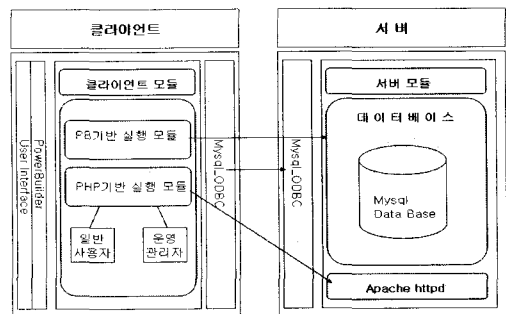 클라이언트
서 버
User Interface
PowerBuilder
클라이언트 모듈
PB기반 실행 모듈
PHP기반 실행 모듈
일반
사용자
운영
관리자
Mysql_ODBC
Mysql_ODBC
서버 모듈
데 이 터 베 이 스
Mysql
Data Base
Apache httpd